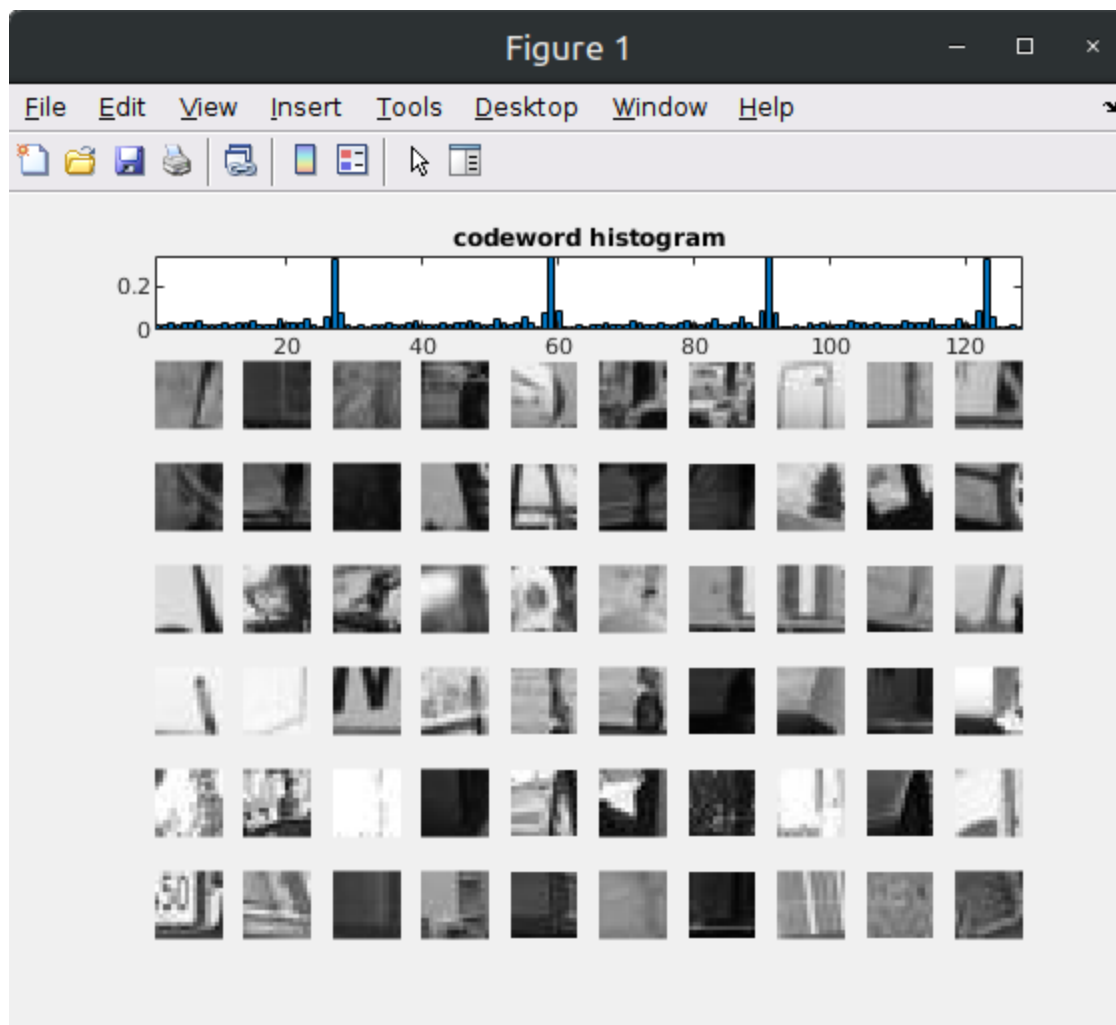 Figure 1
File Edit View Insert Tools Desktop Window Help
codeword histogram
0.2
0
20 40 60 80 100 120
50